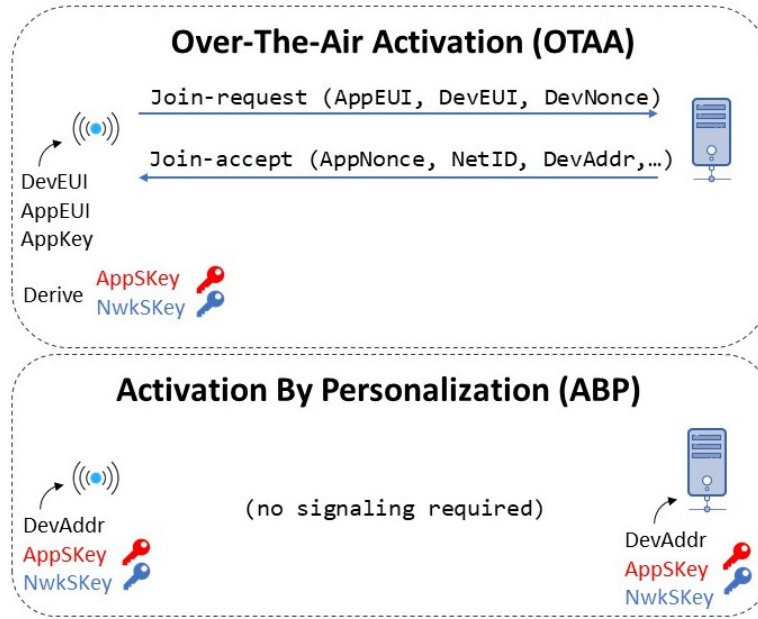 Over-The-Air Activation (OTAA)
Join-request (AppEUI, DevEUI, DevNonce)
Join-accept (AppNonce, NetID, DevAddr,…)
DevEUI
AppEUI
AppKey
Derive
AppSKey
NwkSKey
Activation By Personalization (ABP)
(no signaling required)
DevAddr
AppSKey
NwkSKey
DevAddr
AppSKey
NwkSKey